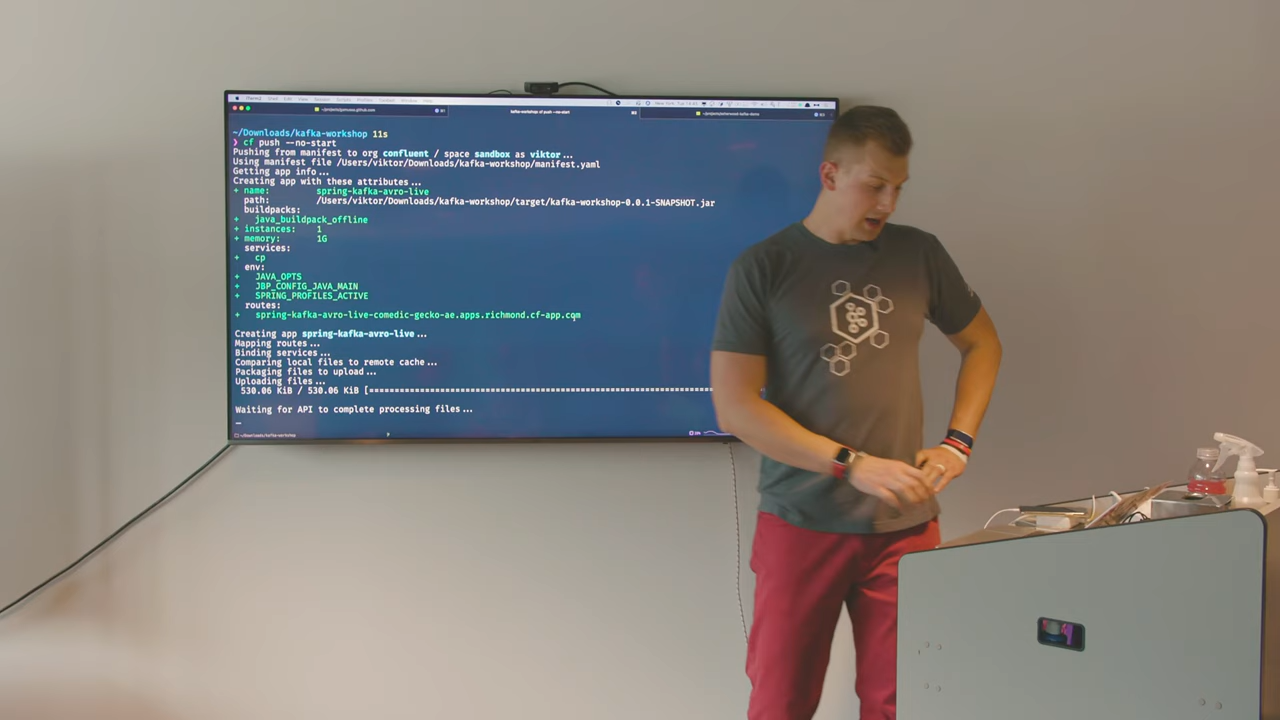 ~/Downloads/kafka-workshop 11s
❯ cf push --no-start
Pushing from manifest to org confluent / space sandbox as viktor...
Using manifest file /Users/viktor/Downloads/kafka-workshop/manifest.yaml
Getting app info...
Creating app with these attributes...
+ name: spring-kafka-avro-live
path: /Users/viktor/Downloads/kafka-workshop/target/kafka-workshop-0.0.1-SNAPSHOT.jar
buildpacks:
+ java_buildpack_offline
+ instances: 1
+ memory: 1G
services:
+ cp
env:
+ JAVA_OPTS
+ JBP_CONFIG_JAVA_MAIN
+ SPRING_PROFILES_ACTIVE
routes:
+ spring-kafka-avro-live-comedic-gecko-ae.apps.richmond.cf-app.com
Creating app spring-kafka-avro-live...
Mapping routes...
Binding services...
Comparing local files to remote cache...
Packaging files to upload...
Uploading files...
530.06 KiB / 530.06 KiB [=====================================================================
Waiting for API to complete processing files...
~/Downloads/kafka-workshop